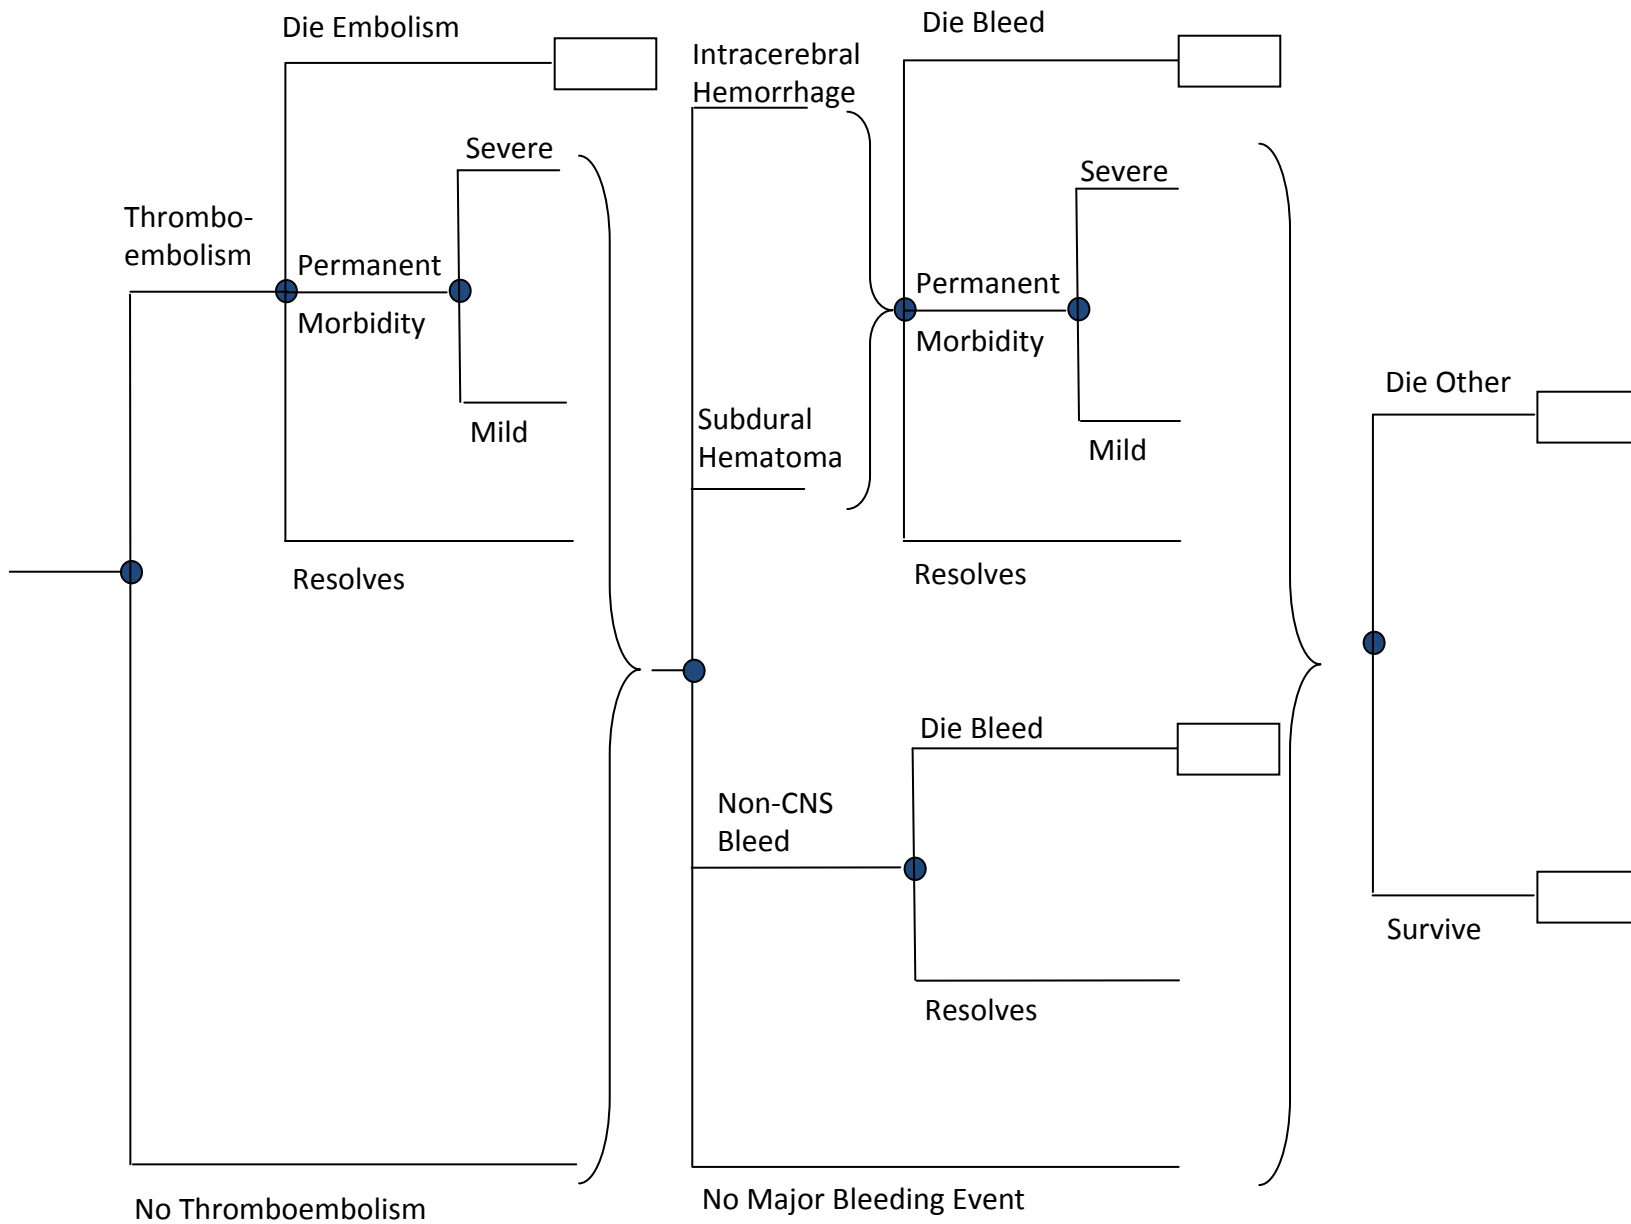 Die Embolism
Severe
Thrombo-
embolism
Permanent
Morbidity
Mild
Resolves
No Thromboembolism
Intracerebral
Hemorrhage
Subdural
Hematoma
Die Bleed
Severe
Permanent
Morbidity
Mild
Resolves
Non-CNS
Bleed
Die Bleed
Resolves
No Major Bleeding Event
Die Other
Survive